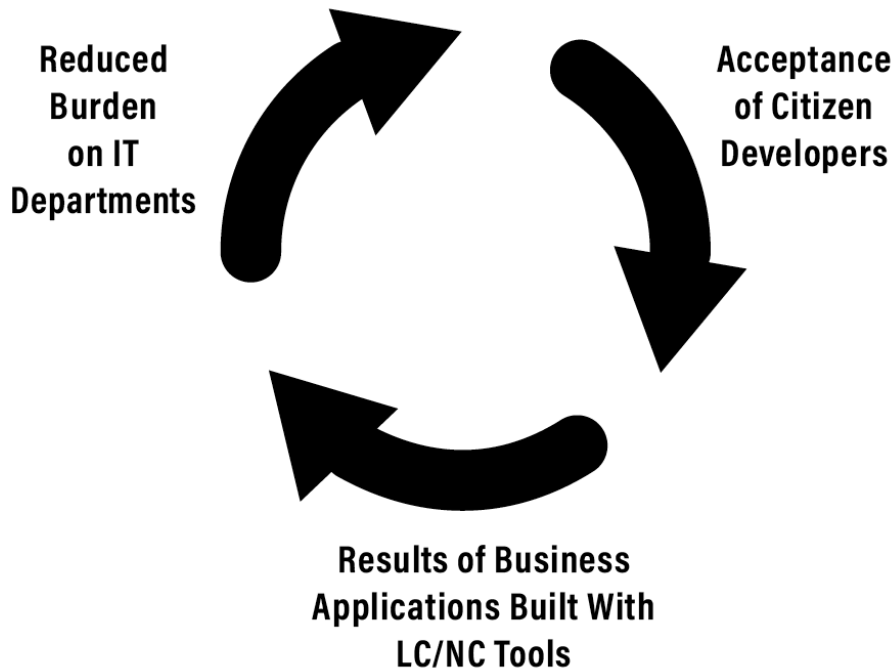 Reduced
Burden
on IT
Departments
Acceptance
of Citizen
Developers
Results of Business
Applications Built With
LC/NC Tools